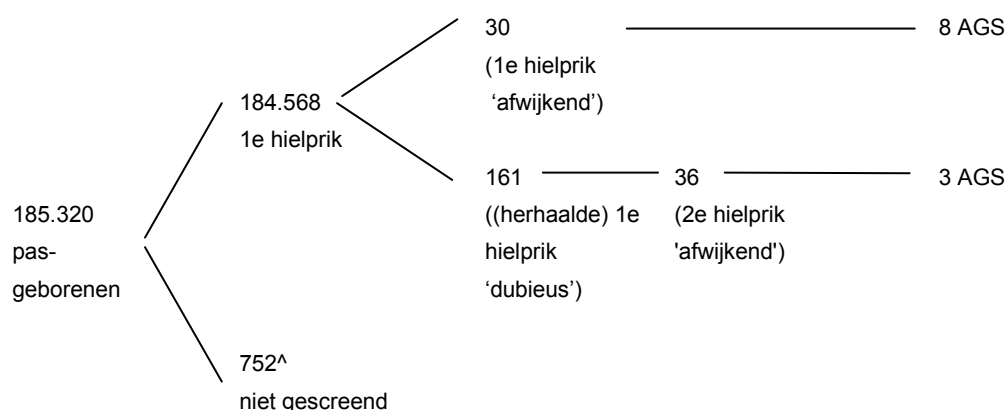 30
(1e hielprik
‘afwijkend’)
8 AGS
184.568
1e hielprik
161
((herhaalde) 1e
hielprik
‘dubieus’)
36
(2e hielprik
'afwijkend')
3 AGS
185.320
pas-
geborenen
752^
niet gescreend